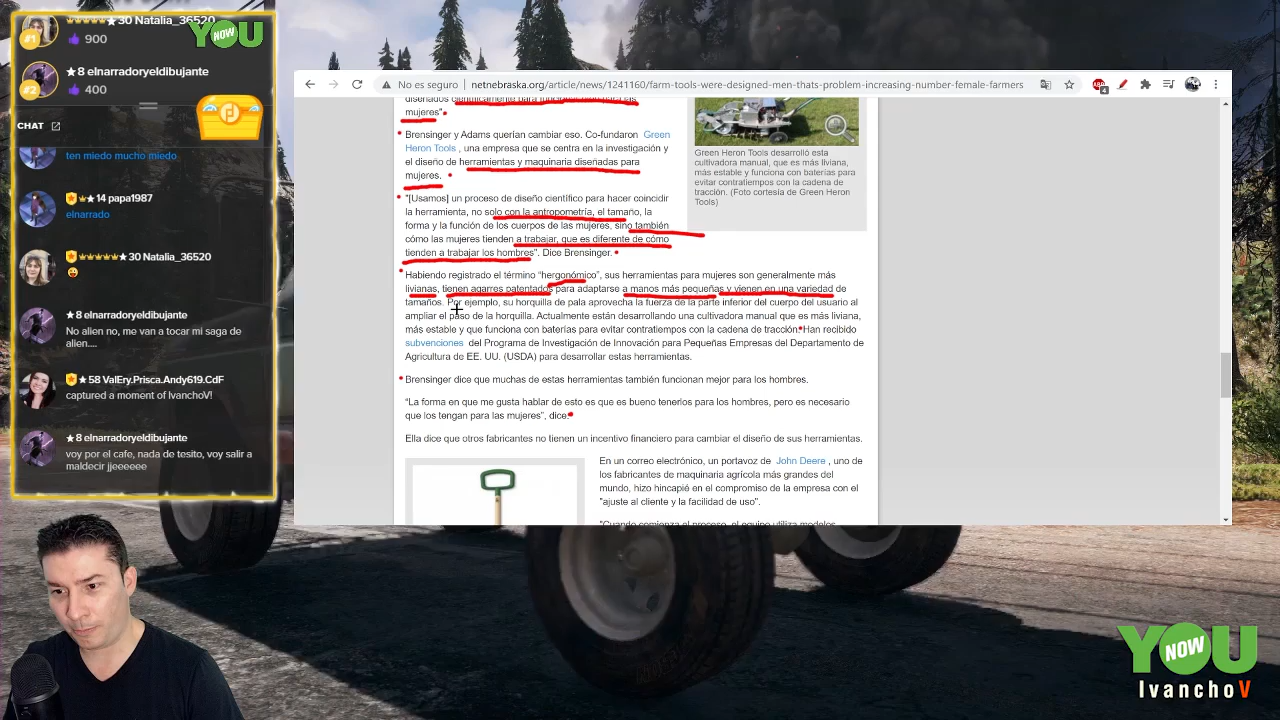 30 Natalia_36520
#1
900
YOU
NOW
8 elnarradoryeldibujante
#2
400
CHAT
ten miedo mucho miedo
14 papa1987
elnarrado
30 Natalia_36520
8 elnarradoryeldibujante
No alien no, me van a tocar mi saga de
alien....
58 ValEry.Prisca.Andy619.CdF
captured a moment of IvanchoV!
8 elnarradoryeldibujante
voy por el cafe, nada de tesito, voy salir a
maldecir jjeeeeee
No es seguro
netnebraska.org/article/news/1241160/farm-tools-were-designed-men-thats-problem-increasing-number-female-farmers
diseñados científicamente para funcionar para las
mujeres".
Brensinger y Adams querían cambiar eso. Co-fundaron Green
Heron Tools , una empresa que se centra en la investigación y
el diseño de herramientas y maquinaria diseñadas para
mujeres.
"[Usamos] un proceso de diseño científico para hacer coincidir
la herramienta, no solo con la antropometría, el tamaño, la
forma y la función de los cuerpos de las mujeres, sino también
cómo las mujeres tienden a trabajar, que es diferente de cómo
tienden a trabajar los hombres". Dice Brensinger.
Green Heron Tools desarrolló esta
cultivadora manual, que es más liviana,
más estable y funciona con baterías para
evitar contratiempos con la cadena de
tracción. (Foto cortesía de Green Heron
Tools)
Habiendo registrado el término “hergonómico”, sus herramientas para mujeres son generalmente más
livianas, tienen agarres patentados para adaptarse a manos más pequeñas y vienen en una variedad de
tamaños. Por ejemplo, su horquilla de pala aprovecha la fuerza de la parte inferior del cuerpo del usuario al
ampliar el paso de la horquilla. Actualmente están desarrollando una cultivadora manual que es más liviana,
más estable y que funciona con baterías para evitar contratiempos con la cadena de tracción. Han recibido
subvenciones del Programa de Investigación de Innovación para Pequeñas Empresas del Departamento de
Agricultura de EE. UU. (USDA) para desarrollar estas herramientas.
Brensinger dice que muchas de estas herramientas también funcionan mejor para los hombres.
“La forma en que me gusta hablar de esto es que es bueno tenerlos para los hombres, pero es necesario
que los tengan para las mujeres”, dice.
Ella dice que otros fabricantes no tienen un incentivo financiero para cambiar el diseño de sus herramientas.
En un correo electrónico, un portavoz de John Deere , uno de
los fabricantes de maquinaria agrícola más grandes del
mundo, hizo hincapié en el compromiso de la empresa con el
"ajuste al cliente y la facilidad de uso".
"Cuando comienza el proceso, el equipo utiliza modelos
YOU
NOW
IvanchoV